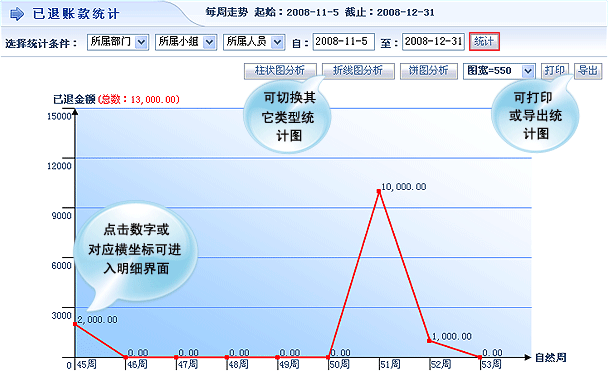 已退账款统计
每周走势 起始：2008-11-5 截止：2008-12-31
选择统计条件： 所属部门 所属小组 所属人员 自： 2008-11-5 至： 2008-12-31 统计
柱状图分析 折线图分析 饼图分析 图宽=550 打印 导出
可切换其
它类型统
计图
可打印
或导出统
计图
已退金额(总数：13,000.00)
15000
12000
9000
6000
3000
0
点击数字或
对应横坐标可进
入明细界面
2,000.00 0.00 0.00 0.00 0.00 0.00 10,000.00 1,000.00 0.00
45周 46周 47周 48周 49周 50周 51周 52周 53周
自然周